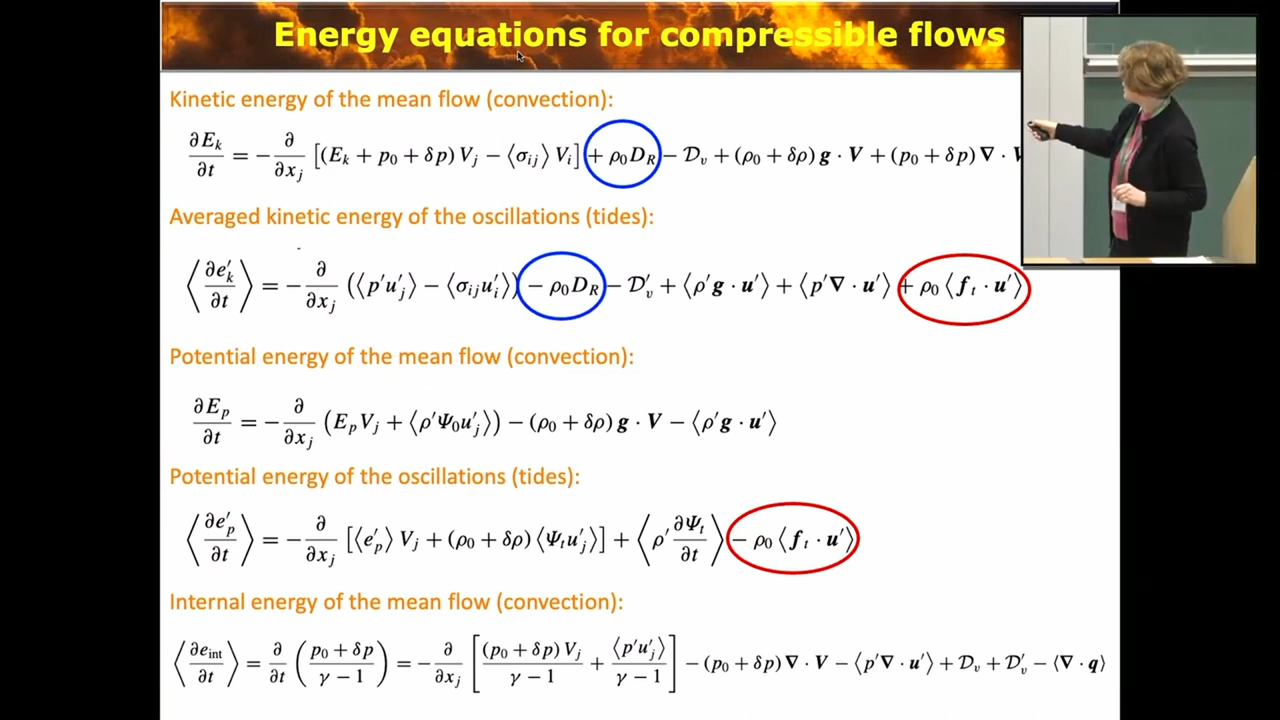 Energy equations for compressible flows
Kinetic energy of the mean flow (convection):
∂E_k/∂t = −∂/∂x_j [(E_k + p_0 + δp) V_j − ⟨σ_ij⟩ V_i] + ρ_0 D_R − 𝒟_v + (ρ_0 + δρ) g · V + (p_0 + δp) ∇ ·
Averaged kinetic energy of the oscillations (tides):
⟨∂e′_k/∂t⟩ = −∂/∂x_j (⟨p′u′_j⟩ − ⟨σ_ij u′_i⟩) − ρ_0 D_R − 𝒟′_v + ⟨ρ′g · u′⟩ + ⟨p′∇ · u′⟩ + ρ_0 ⟨f_t · u′⟩
Potential energy of the mean flow (convection):
∂E_p/∂t = −∂/∂x_j (E_p V_j + ⟨ρ′Ψ_0 u′_j⟩) − (ρ_0 + δρ) g · V − ⟨ρ′g · u′⟩
Potential energy of the oscillations (tides):
⟨∂e′_p/∂t⟩ = −∂/∂x_j [⟨e′_p⟩ V_j + (ρ_0 + δρ) ⟨Ψ_t u′_j⟩] + ⟨ρ′ ∂Ψ_t/∂t⟩ − ρ_0 ⟨f_t · u′⟩
Internal energy of the mean flow (convection):
⟨∂e_int/∂t⟩ = ∂/∂t ((p_0 + δp)/(γ − 1)) = −∂/∂x_j [(p_0 + δp) V_j/(γ − 1) + ⟨p′u′_j⟩/(γ − 1)] − (p_0 + δp) ∇ · V − ⟨p′∇ · u′⟩ + 𝒟_v + 𝒟′_v − ⟨∇ · q⟩